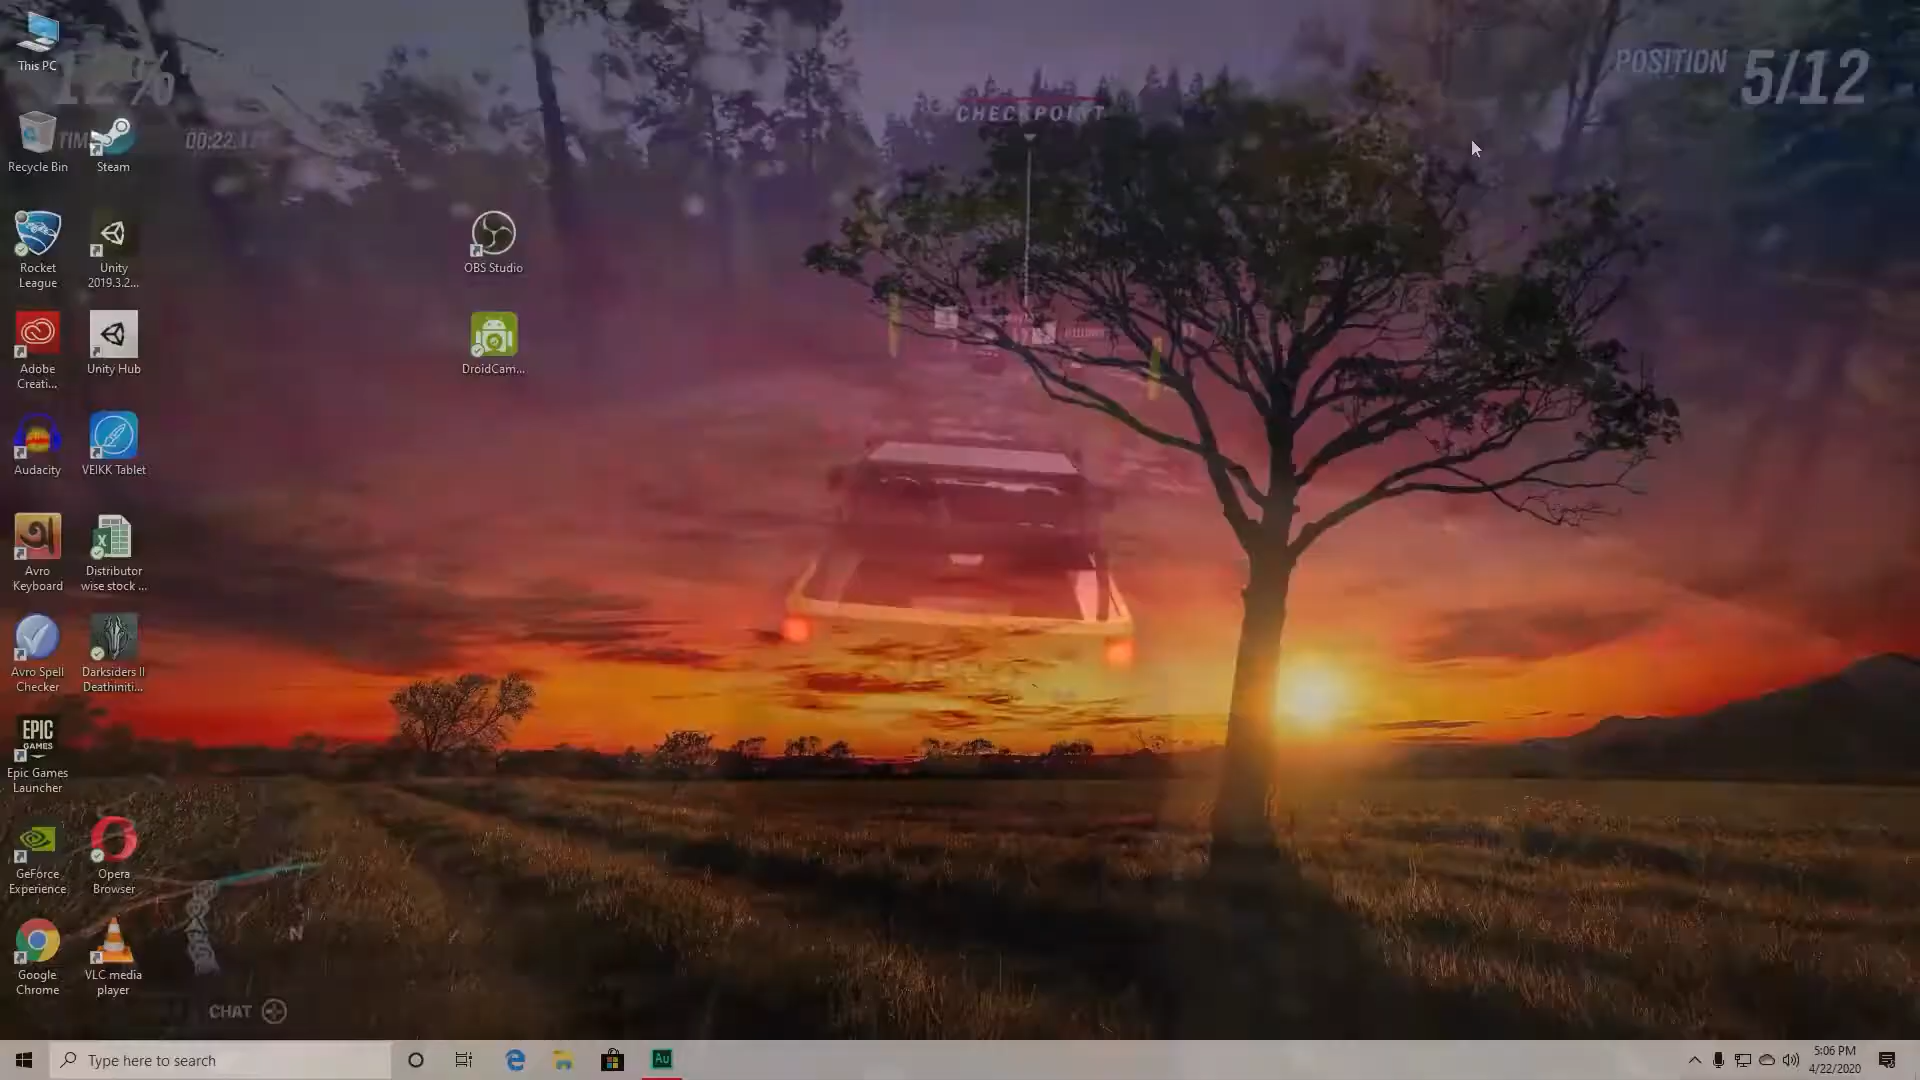 This PC
12%
POSITION 5/12
CHECKPOINT
Recycle Bin
Steam
00:22.
Rocket
League
Unity
2019.3.2...
OBS Studio
Adobe
Creati...
Unity Hub
DroidCam...
Audacity
VEIKK Tablet
Avro
Keyboard
Distributor
wise stock ...
Avro Spell
Checker
Darksiders II
Deathiniti...
EPIC
GAMES
Epic Games
Launcher
GeForce
Experience
Opera
Browser
N
Google
Chrome
VLC media
player
CHAT
Type here to search
Au
5:06 PM
4/22/2020